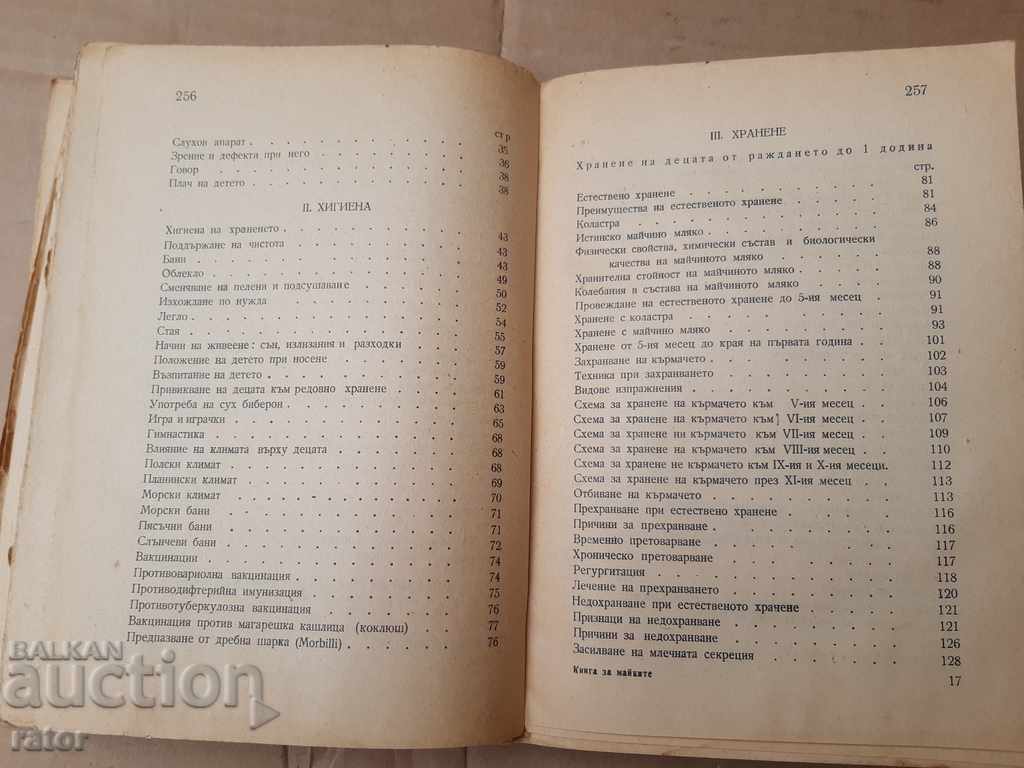 256
стр
Слухов апарат . . . . . . . . . . 35
Зрение и дефекти при него . . . . . . . 36
Говор . . . . . . . . . . . . 38
Плач на детето . . . . . . . . . . 38
II. ХИГИЕНА
Хигиена на храненето . . . . . . . . 43
Поддържане на чистота . . . . . . . . 43
Бани . . . . . . . . . . . . 43
Облекло . . . . . . . . . . . 49
Сменяване на пелени и подсушаване . . . . . 50
Изхождане по нужда . . . . . . . . 52
Легло . . . . . . . . . . . . 54
Стая . . . . . . . . . . . . 55
Начин на живеене: сън, излизания и разходки . . . 57
Положение на детето при носене . . . . . . 59
Възпитание на детето . . . . . . . . 59
Привикване на децата към редовно хранене . . . . 61
Употреба на сух биберон . . . . . . . . 63
Игра и играчки . . . . . . . . . . 65
Гимнастика . . . . . . . . . . . 68
Влияние на климата върху децата . . . . . . 68
Полски климат . . . . . . . . . . 68
Планински климат . . . . . . . . . 69
Морски климат . . . . . . . . . . 70
Морски бани . . . . . . . . . . 71
Пясъчни бани . . . . . . . . . . 71
Слънчеви бани . . . . . . . . . . 72
Вакцинации . . . . . . . . . . . 74
Противовариолна вакцинация . . . . . . . 74
Противодифтерийна имунизация . . . . . . 75
Противотуберкулозна вакцинация . . . . . . 76
Вакцинация против магарешка кашлица (коклюш) . . . 77
Предпазване от дребна шарка (Morbilli) . . . . . 76
257
III. ХРАНЕНЕ
Хранене на децата от раждането до 1 година
стр.
Естествено хранене . . . . . . . . . 81
Преимущества на естественото хранене . . . . . 81
Коластра . . . . . . . . . . . 84
Истинско майчино мляко . . . . . . . . 86
Физически свойства, химически състав и биологически
качества на майчиното мляко . . . . . . 88
Хранителна стойност на майчиното мляко . . . . 88
Колебания в състава на майчиното мляко . . . . 90
Провеждане на естественото хранене до 5-ия месец . 91
Хранене с коластра . . . . . . . . . 91
Хранене с майчино мляко . . . . . . . . 93
Хранене от 5-ия месец до края на първата година . . 101
Захранване на кърмачето . . . . . . . . 102
Техника при захранването . . . . . . . 103
Видове изпражнения . . . . . . . . . 104
Схема за хранене на кърмачето към V-ия месец . . 106
Схема за хранене на кърмачето към VI-ия месец . . 107
Схема за хранене ни кърмачето към VII-ия месец . . 109
Схема за хранене на кърмачето към VIII-ия месец . . 110
Схема за хранене не кърмачето към IX-ия и X-ия месеци. 112
Схема за хранене на кърмачето през XI-ия месец . . 113
Отбиване на кърмачето . . . . . . . . 113
Прехранване при естествено хранене . . . . . 116
Причини за прехранване . . . . . . . . 116
Временно претоварване . . . . . . . . 117
Хроническо претоварване . . . . . . . . 117
Регургитация . . . . . . . . . . 118
Лечение на прехранването . . . . . . . 120
Недохранване при естественото храчене . . . . 121
Признаци на недохранване . . . . . . . 121
Причини за недохранване . . . . . . . 126
Засилване на млечната секреция . . . . . . 128
Книга за майките 17
BALKAN
auction
rător